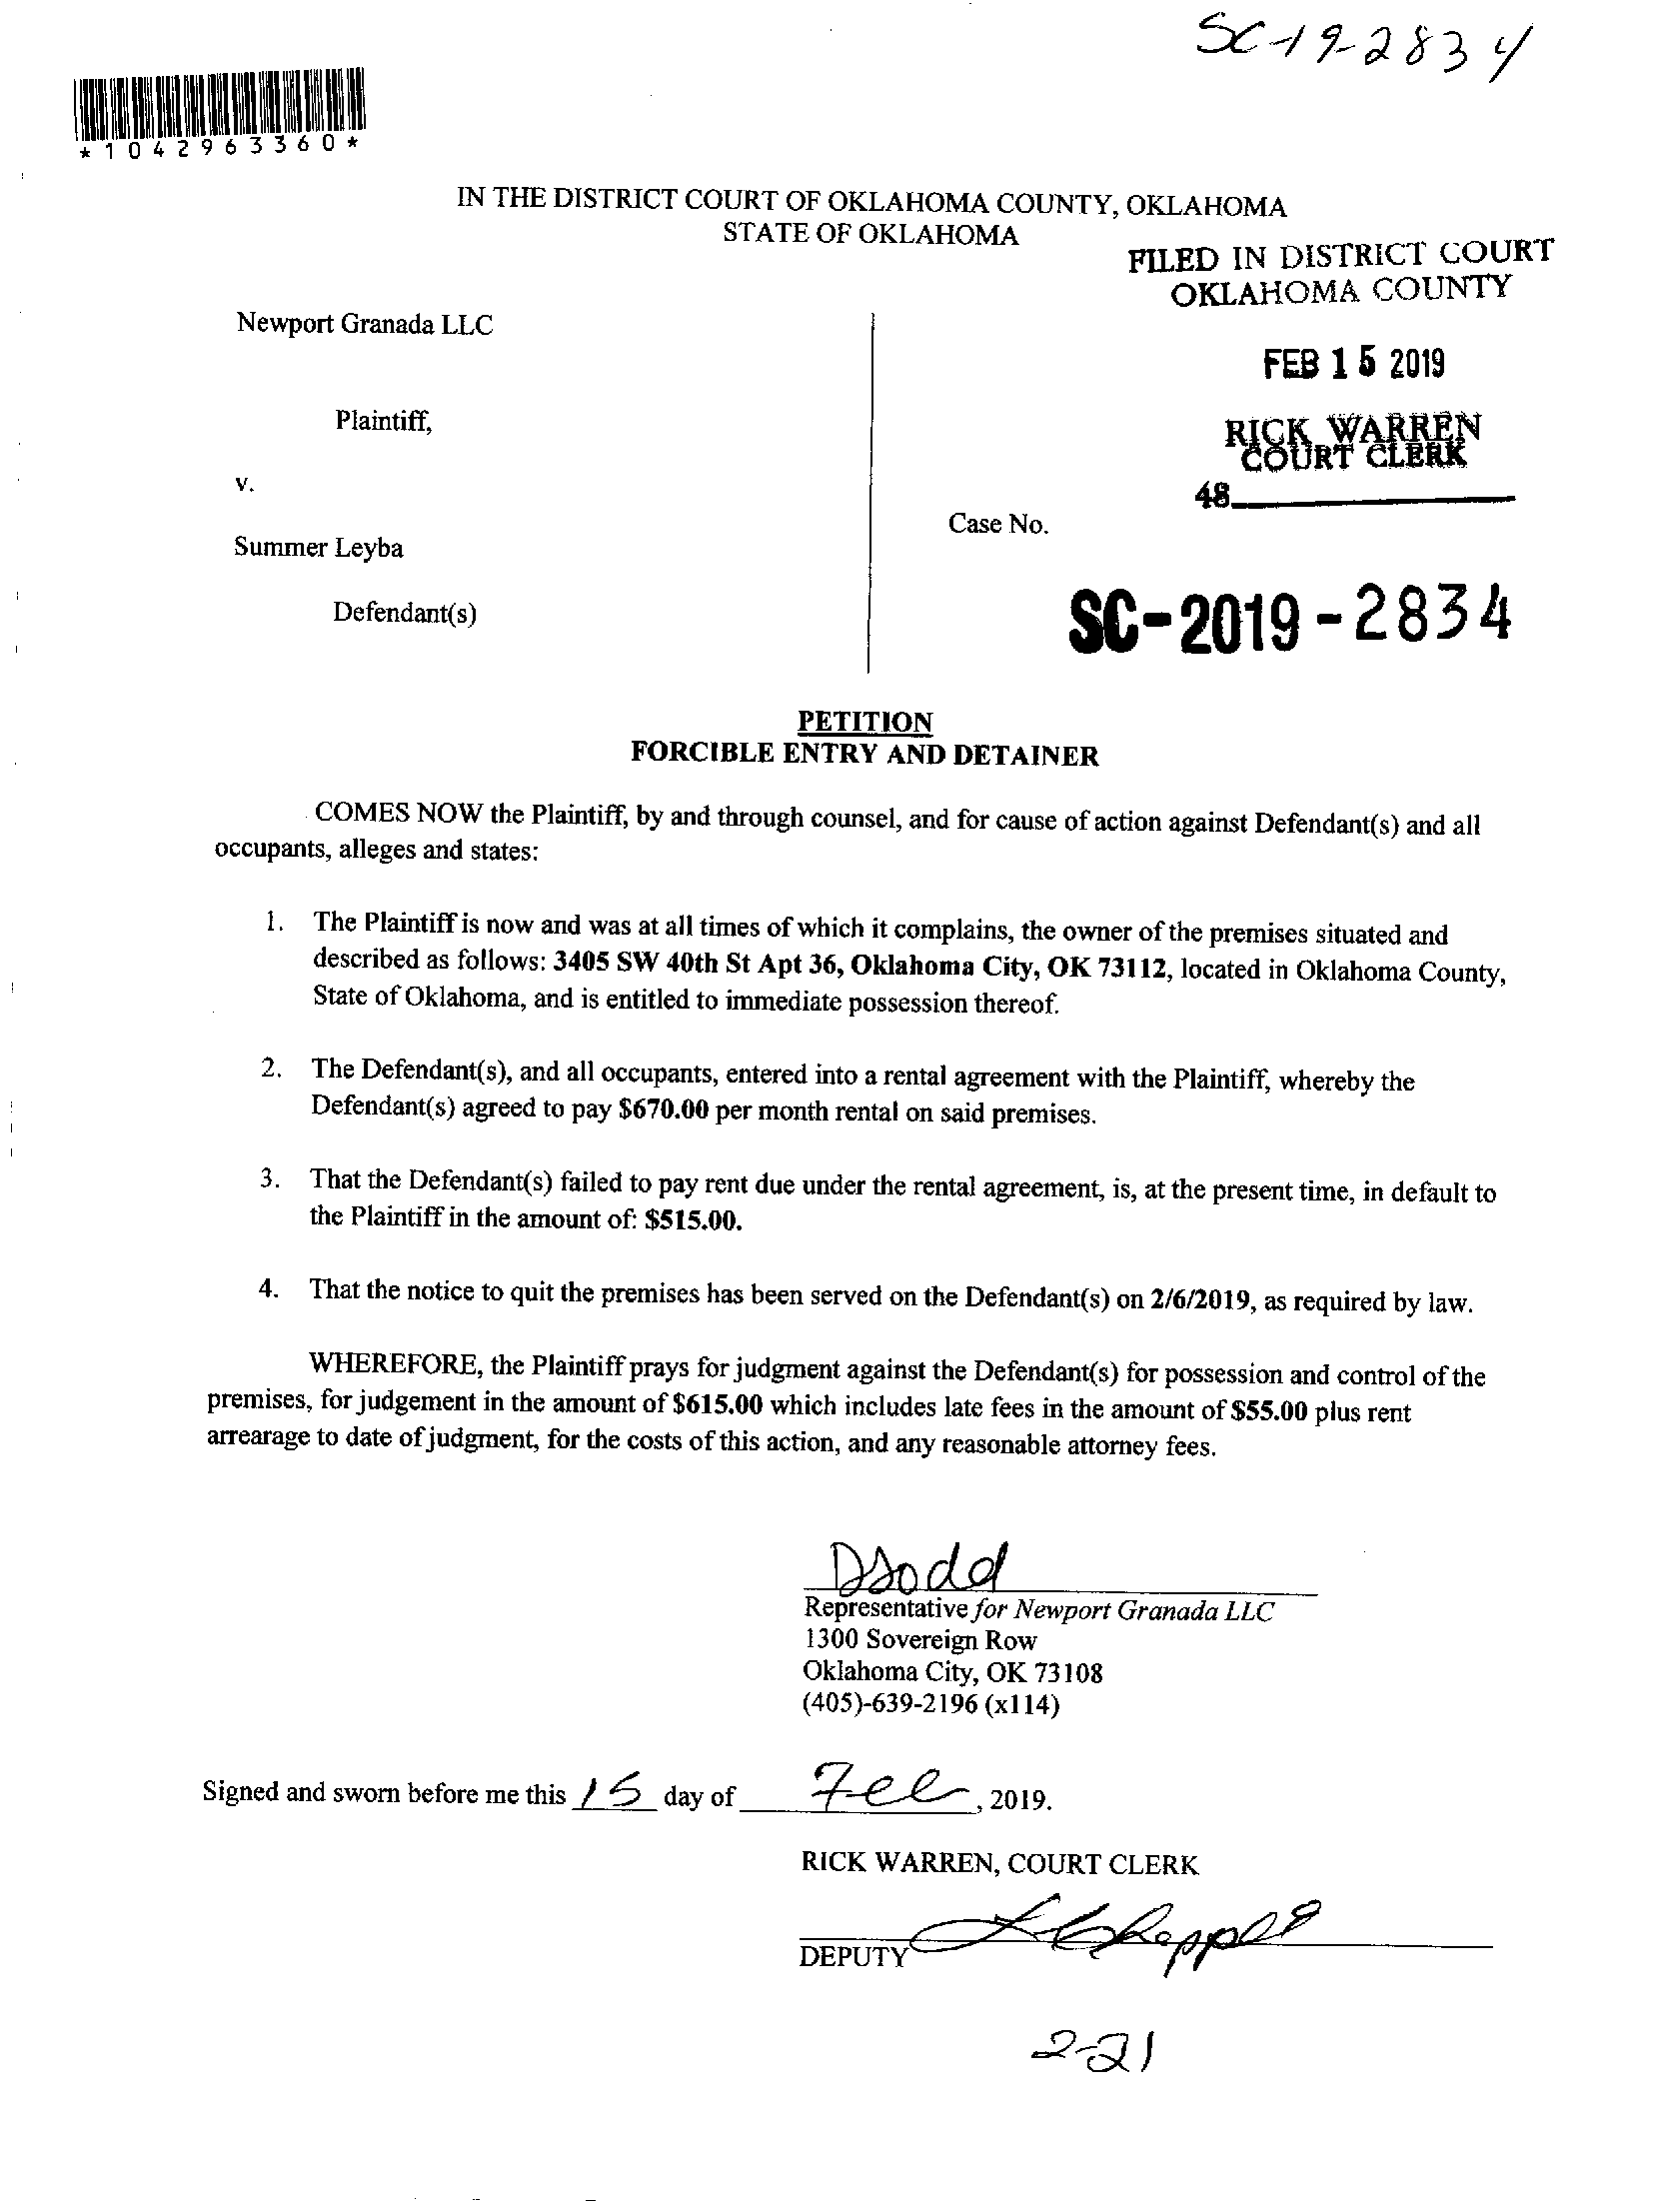 SC-19-2834
*1042963360*
IN THE DISTRICT COURT OF OKLAHOMA COUNTY, OKLAHOMA
STATE OF OKLAHOMA
FILED IN DISTRICT COURT
OKLAHOMA COUNTY
Newport Granada LLC
FEB 15 2019
Plaintiff,
RICK WARREN
COURT CLERK
v.
48
Case No.
Summer Leyba
SC-2019-2834
Defendant(s)
PETITION
FORCIBLE ENTRY AND DETAINER
COMES NOW the Plaintiff, by and through counsel, and for cause of action against Defendant(s) and all
occupants, alleges and states:
1. The Plaintiff is now and was at all times of which it complains, the owner of the premises situated and
described as follows: 3405 SW 40th St Apt 36, Oklahoma City, OK 73112, located in Oklahoma County,
State of Oklahoma, and is entitled to immediate possession thereof.
2. The Defendant(s), and all occupants, entered into a rental agreement with the Plaintiff, whereby the
Defendant(s) agreed to pay $670.00 per month rental on said premises.
3. That the Defendant(s) failed to pay rent due under the rental agreement, is, at the present time, in default to
the Plaintiff in the amount of: $515.00.
4. That the notice to quit the premises has been served on the Defendant(s) on 2/6/2019, as required by law.
WHEREFORE, the Plaintiff prays for judgment against the Defendant(s) for possession and control of the
premises, for judgement in the amount of $615.00 which includes late fees in the amount of $55.00 plus rent
arrearage to date of judgment, for the costs of this action, and any reasonable attorney fees.
Representative for Newport Granada LLC
1300 Sovereign Row
Oklahoma City, OK 73108
(405)-639-2196 (x114)
Signed and sworn before me this 15 day of Feb, 2019.
RICK WARREN, COURT CLERK
DEPUTY
2-21